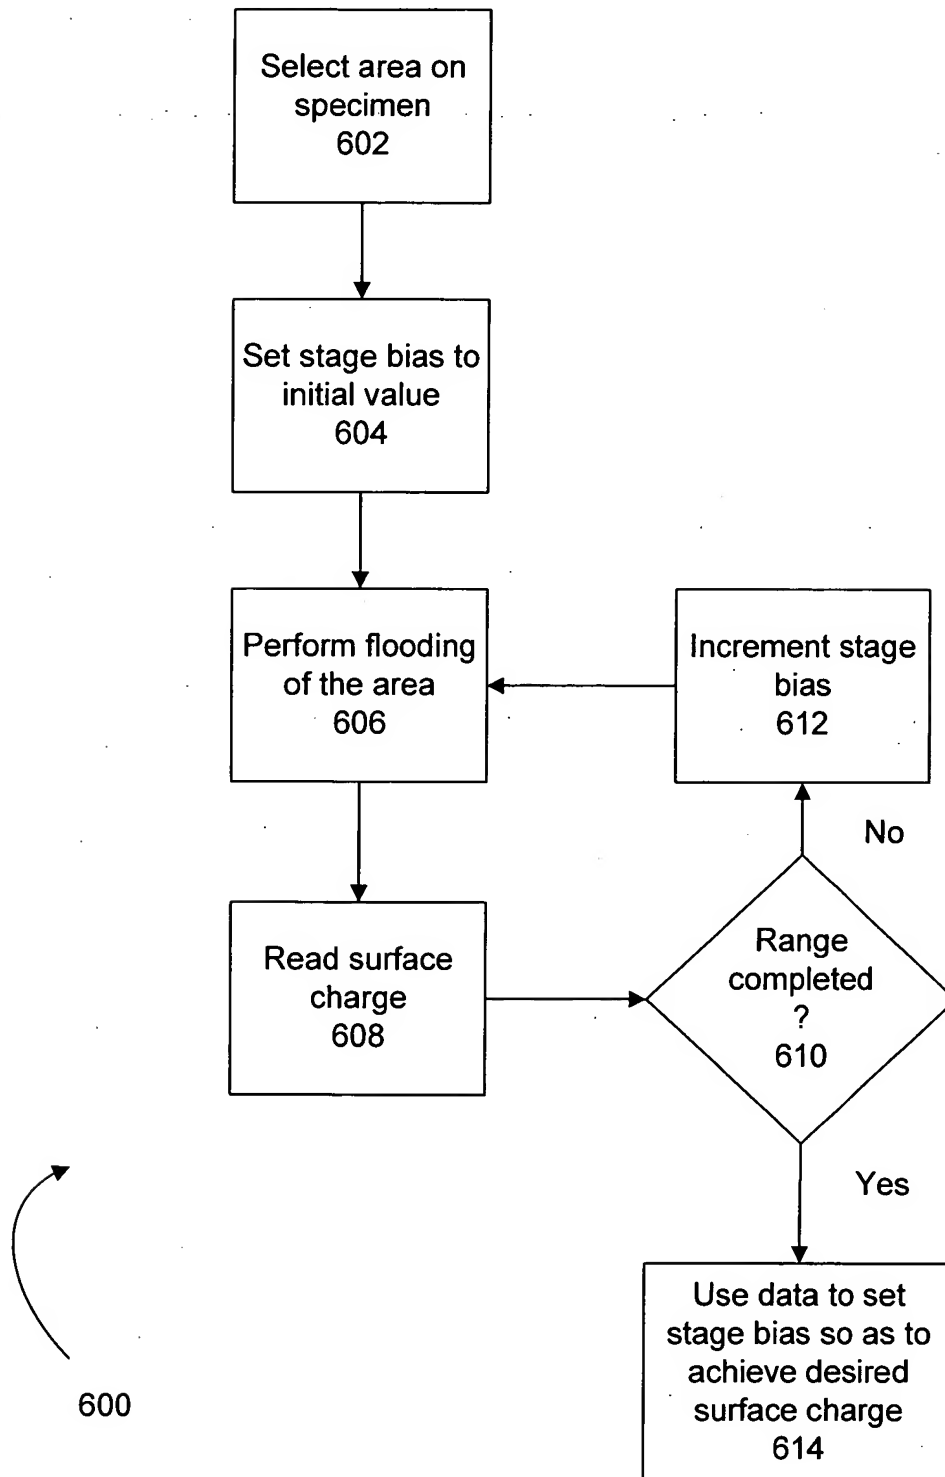 Select area on
specimen
602
Set stage bias to
initial value
604
Perform flooding
of the area
606
Increment stage
bias
612
No
Read surface
charge
608
Range
completed
?
610
Yes
Use data to set
stage bias so as to
achieve desired
surface charge
614
600